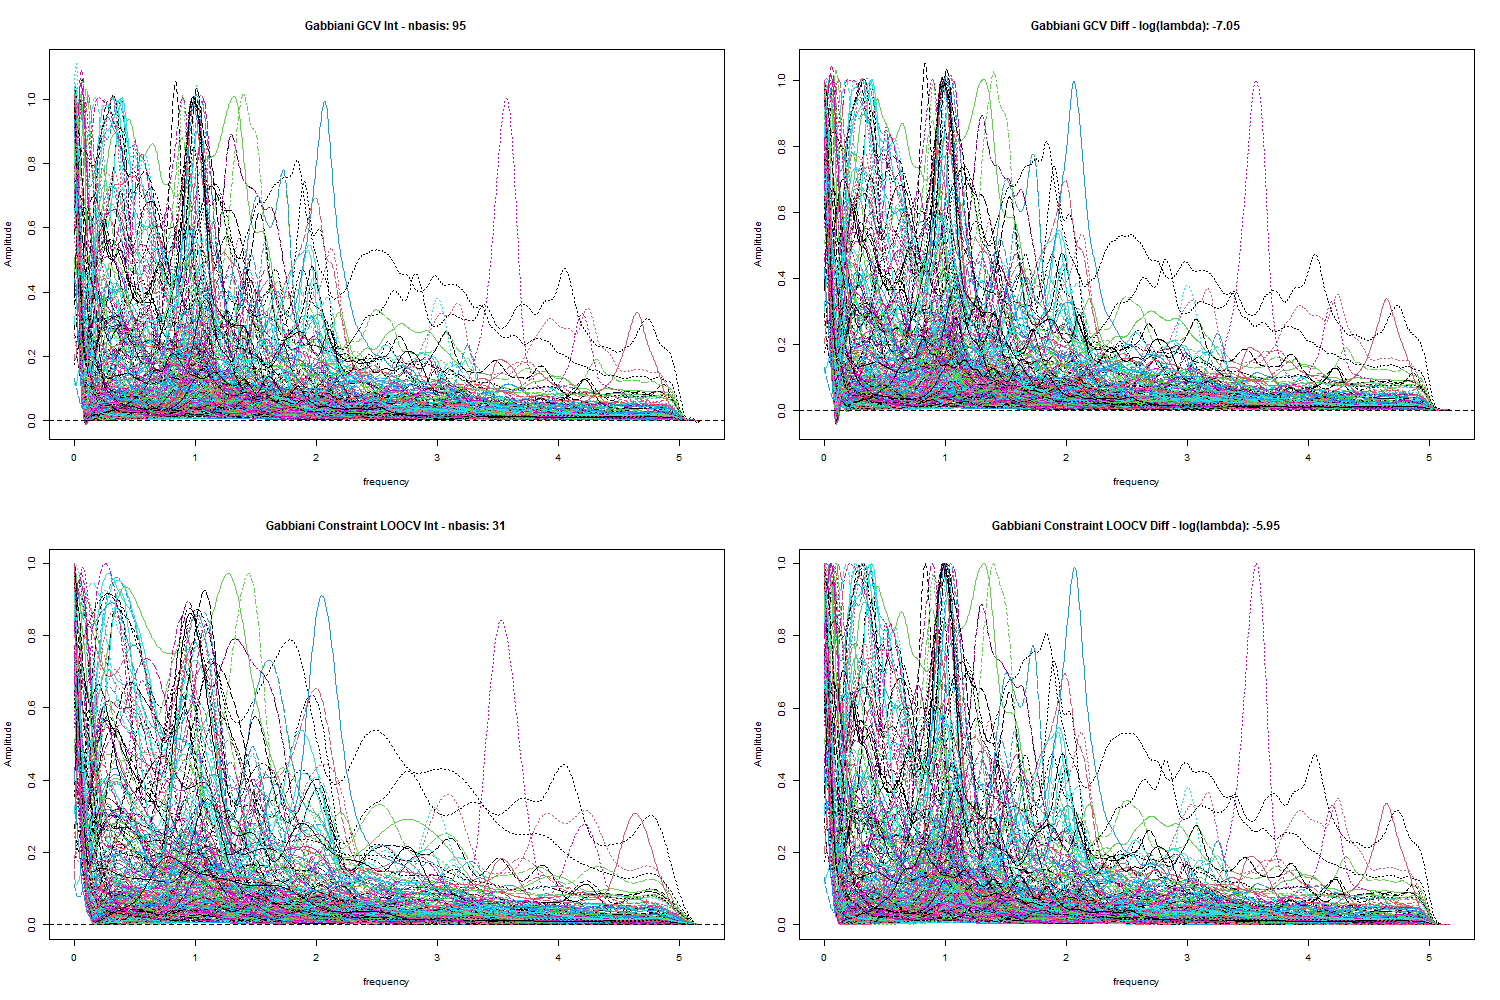 Gabbiani GCV Int - nbasis: 95
Amplitude
0.0 0.2 0.4 0.6 0.8 1.0
0 1 2 3 4 5
frequency
Gabbiani GCV Diff - log(lambda): -7.05
Amplitude
0.0 0.2 0.4 0.6 0.8 1.0
0 1 2 3 4 5
frequency
Gabbiani Constraint LOOCV Int - nbasis: 31
Amplitude
0.0 0.2 0.4 0.6 0.8 1.0
0 1 2 3 4 5
frequency
Gabbiani Constraint LOOCV Diff - log(lambda): -5.95
Amplitude
0.0 0.2 0.4 0.6 0.8 1.0
0 1 2 3 4 5
frequency